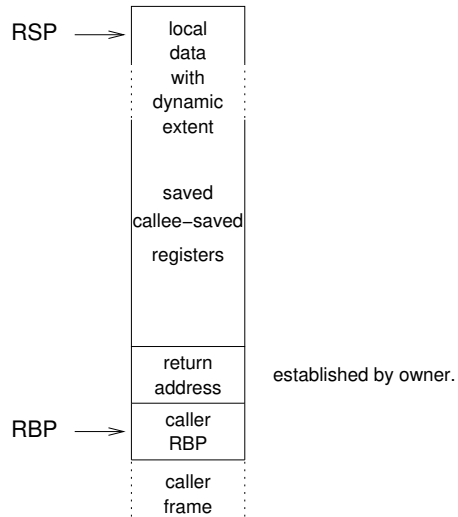 RSP
local
data
with
dynamic
extent
saved
callee−saved
registers
return
address
established by owner.
RBP
caller
RBP
caller
frame